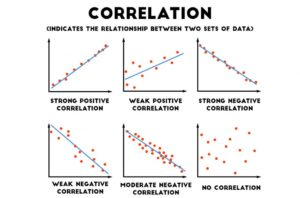 CORRELATION
(INDICATES THE RELATIONSHIP BETWEEN TWO SETS OF DATA)
STRONG POSITIVE
CORRELATION
WEAK POSITIVE
CORRELATION
STRONG NEGATIVE
CORRELATION
WEAK NEGATIVE
CORRELATION
MODERATE NEGATIVE
CORRELATION
NO CORRELATION